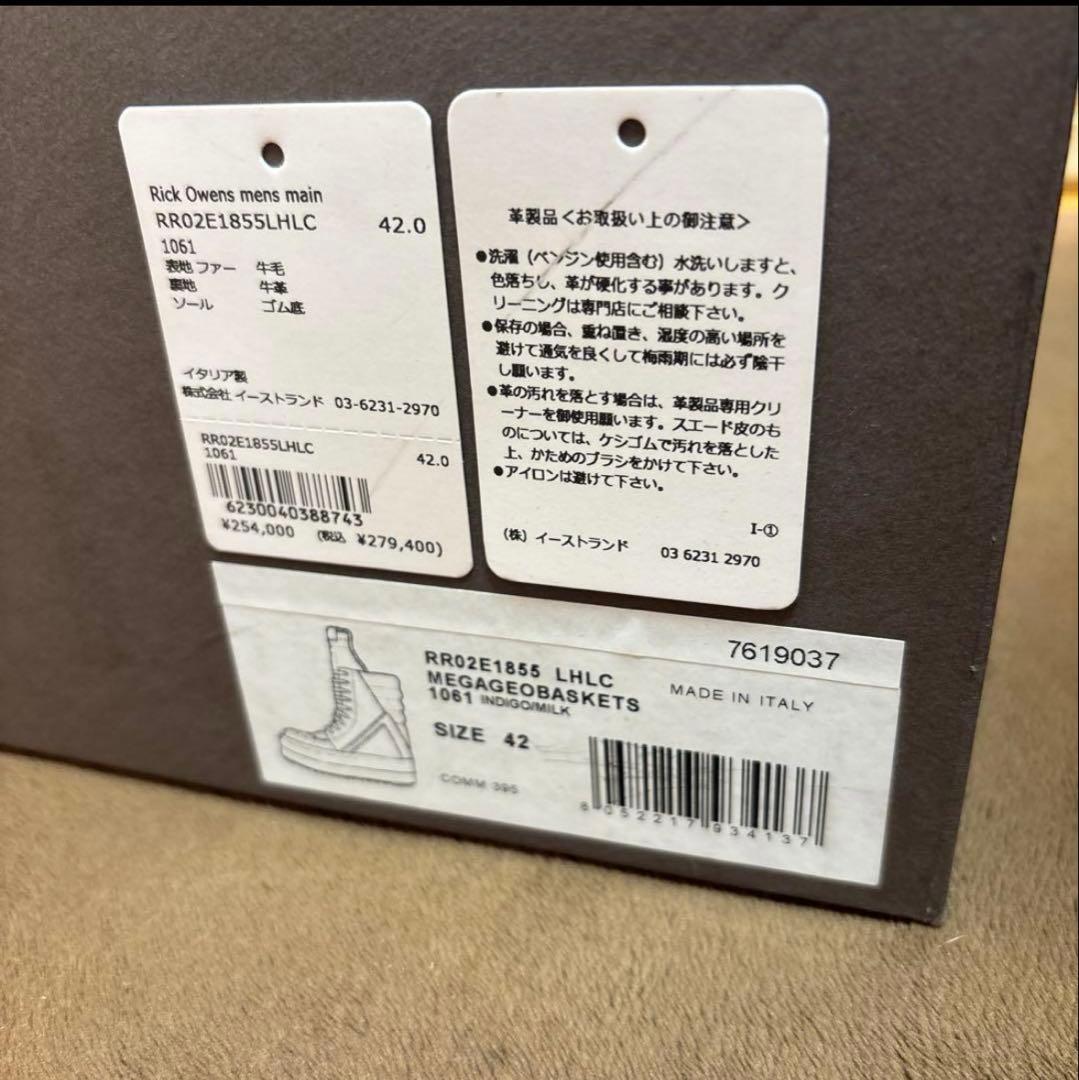 Rick Owens mens main
RR02E1855LHLC 42.0
1061
表地 ファー 牛毛
裏地 牛革
ソール ゴム底
イタリア製
株式会社 イーストランド 03-6231-2970
RR02E1855LHLC
1061 42.0
6230040388743
¥254,000 (税込 ¥279,400)
革製品<お取扱い上の御注意>
●洗濯(ベンジン使用含む)水洗いしますと、
色落ちし、革が硬化する事があります。ク
リーニングは専門店にご相談下さい。
●保存の場合、重ね置き、湿度の高い場所を
避けて通気を良くして梅雨期には必ず陰干
し願います。
●革の汚れを落とす場合は、革製品専用クリ
ーナーを御使用願います。スエード皮のも
のについては、ケシゴムで汚れを落とした
上、かためのブラシをかけて下さい。
●アイロンは避けて下さい。
I-①
(株)イーストランド 03 6231 2970
7619037
RR02E1855 LHLC
MEGAGEOBASKETS
1061 INDIGO/MILK
MADE IN ITALY
SIZE 42
COMM 395
8052217934137